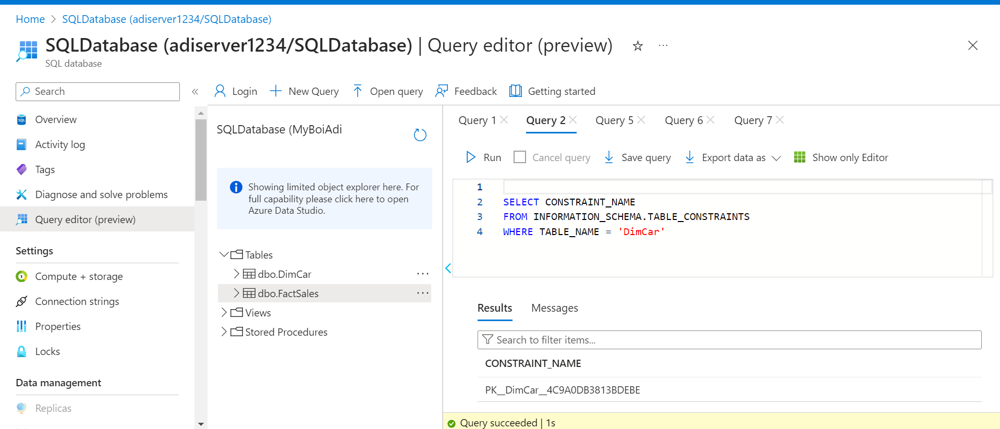 Home > SQLDatabase (adiserver1234/SQLDatabase)
SQLDatabase (adiserver1234/SQLDatabase) | Query editor (preview) ☆ ...
SQL database
Search «
Overview
Activity log
Tags
Diagnose and solve problems
Query editor (preview)
Settings
Compute + storage
Connection strings
Properties
Locks
Data management
Replicas
Login New Query Open query Feedback Getting started
SQLDatabase (MyBoiAdi
Showing limited object explorer here. For
full capability please click here to open
Azure Data Studio.
Tables
dbo.DimCar ...
dbo.FactSales ...
Views
Stored Procedures
Query 1 Query 2 Query 5 Query 6 Query 7
Run Cancel query Save query Export data as Show only Editor
1
2 SELECT CONSTRAINT_NAME
3 FROM INFORMATION_SCHEMA.TABLE_CONSTRAINTS
4 WHERE TABLE_NAME = 'DimCar'
Results Messages
Search to filter items...
CONSTRAINT_NAME
PK__DimCar__4C9A0DB3813BDEBE
Query succeeded | 1s